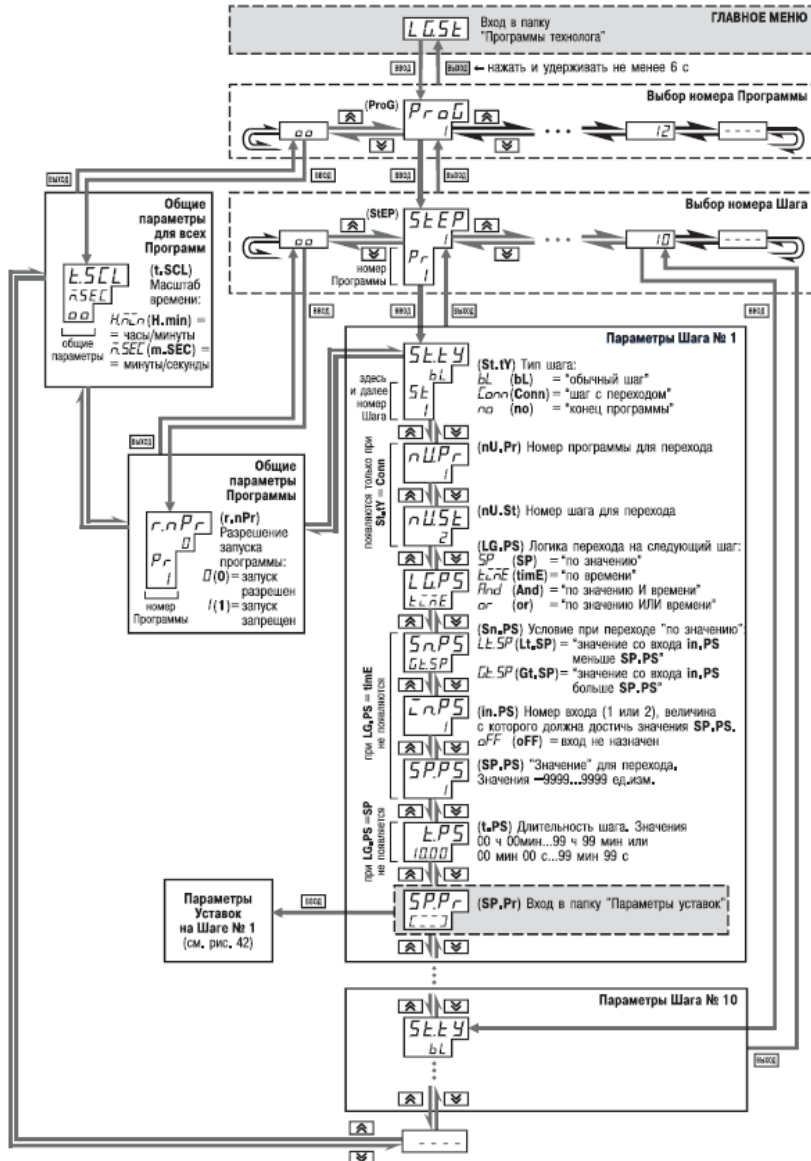 ГЛАВНОЕ МЕНЮ
LG.St
Вход в папку
"Программы технолога"
ввод
выход
← нажать и удерживать не менее 6 с
Выбор номера Программы
(ProG)
ProG
1
oo
...
12
- - - -
выход
ввод
ввод
выход
Выбор номера Шага
(StEP)
StEP
1
Pr
1
номер
Программы
oo
...
10
- - - -
ввод
ввод
выход
ввод
Общие
параметры
для всех
Программ
t.SCL
m.SEC
oo
общие
параметры
(t.SCL)
Масштаб
времени:
H.min (H.min) =
= часы/минуты
m.SEC (m.SEC) =
= минуты/секунды
выход
Общие
параметры
Программы
r.nPr
0
Pr
1
номер
Программы
(r.nPr)
Разрешение
запуска
программы:
0 (0) = запуск
разрешен
1 (1) = запуск
запрещен
Параметры Шага № 1
St.tY
bL
St
1
здесь
и далее
номер
Шага
(St.tY) Тип шага:
bL (bL) = "обычный шаг"
Conn (Conn) = "шаг с переходом"
no (no) = "конец программы"
появляются только при
St.tY = Conn
nU.Pr
1
(nU.Pr) Номер программы для перехода
nU.St
2
(nU.St) Номер шага для перехода
LG.PS
timE
(LG.PS) Логика перехода на следующий шаг:
SP (SP) = "по значению"
timE (timE) = "по времени"
And (And) = "по значению И времени"
or (or) = "по значению ИЛИ времени"
при LG.PS = timE
не появляются
Sn.PS
Gt.SP
(Sn.PS) Условие при переходе "по значению":
Lt.SP (Lt.SP) = "значение со входа in.PS
меньше SP.PS"
Gt.SP (Gt.SP) = "значение со входа in.PS
больше SP.PS"
in.PS
1
(in.PS) Номер входа (1 или 2), величина
с которого должна достичь значения SP.PS.
oFF (oFF) = вход не назначен
SP.PS
1
(SP.PS) "Значение" для перехода.
Значения –9999...9999 ед.изм.
при LG.PS =SP
не появляется
t.PS
10.00
(t.PS) Длительность шага. Значения
00 ч 00мин...99 ч 99 мин или
00 мин 00 с...99 мин 99 с
SP.Pr
[---]
(SP.Pr) Вход в папку "Параметры уставок"
ввод
Параметры
Уставок
на Шаге № 1
(см. рис. 42)
Параметры Шага № 10
St.tY
bL
выход
- - - -